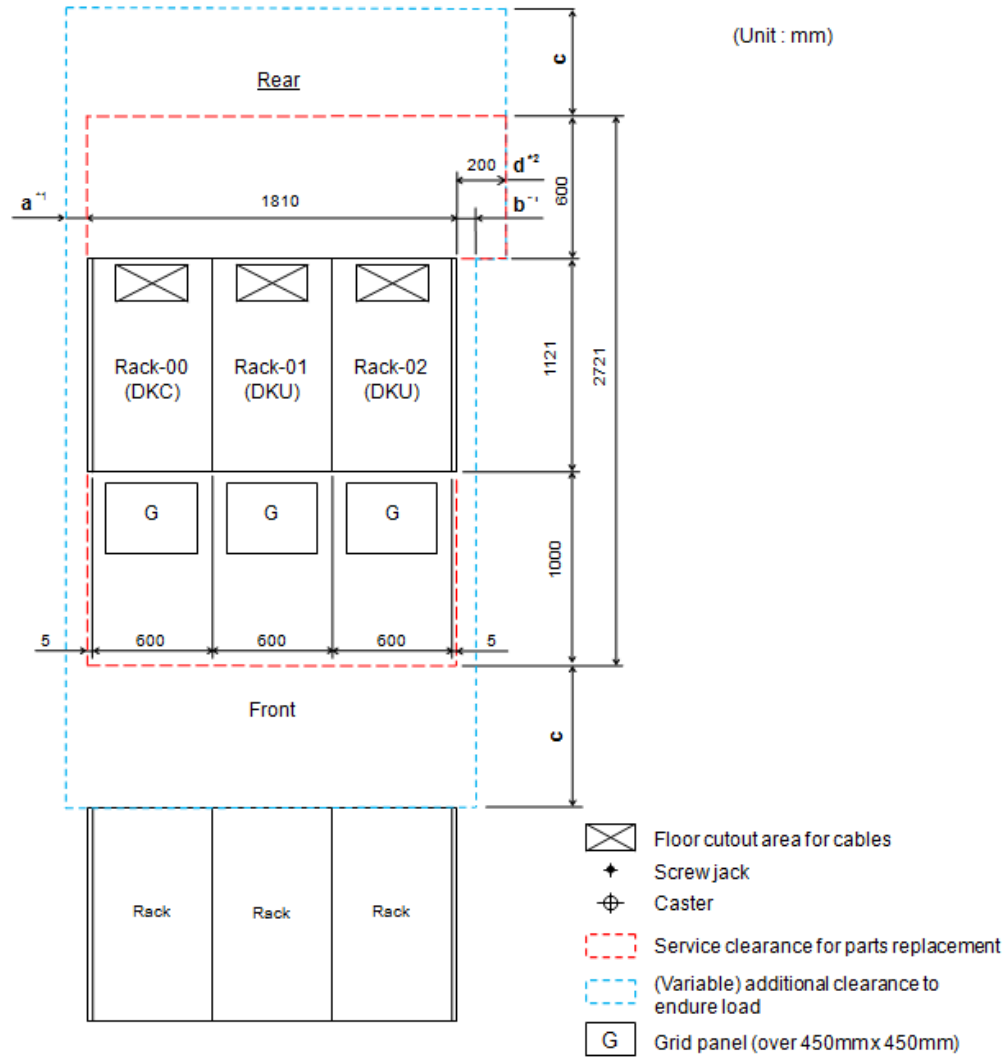 (Unit : mm)
c
Rear
200
d*2
600
a*1
1810
b*1
Rack-00
(DKC)
Rack-01
(DKU)
Rack-02
(DKU)
1121
2721
G
G
G
1000
5
600
600
600
5
Front
c
Rack
Rack
Rack
Floor cutout area for cables
Screw jack
Caster
Service clearance for parts replacement
(Variable) additional clearance to
endure load
G
Grid panel (over 450mm x 450mm)